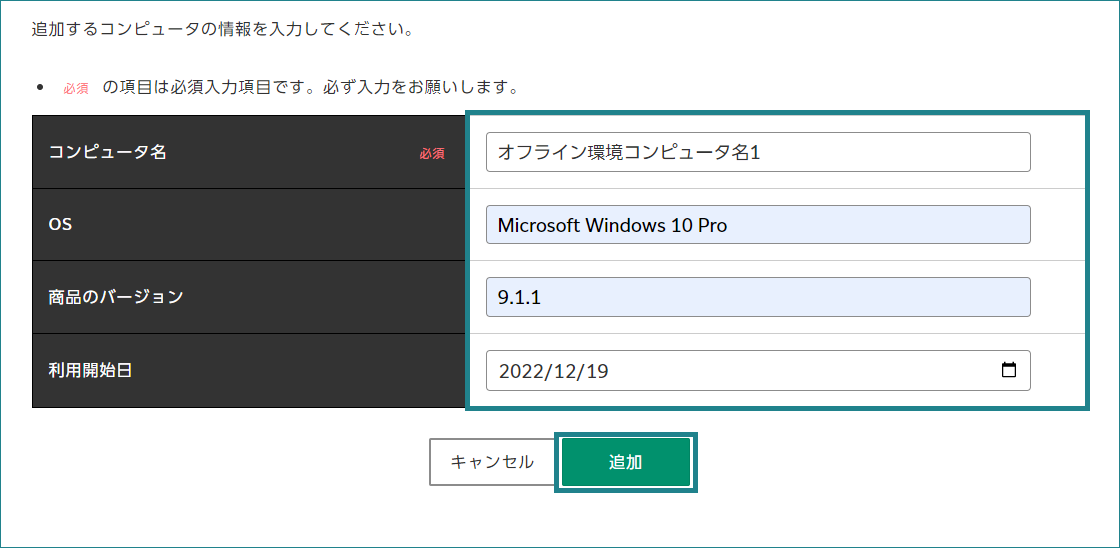 追加するコンピュータの情報を入力してください。
• 必須 の項目は必須入力項目です。必ず入力をお願いします。
コンピュータ名 必須 オフライン環境コンピュータ名1
OS Microsoft Windows 10 Pro
商品のバージョン 9.1.1
利用開始日 2022/12/19
キャンセル 追加